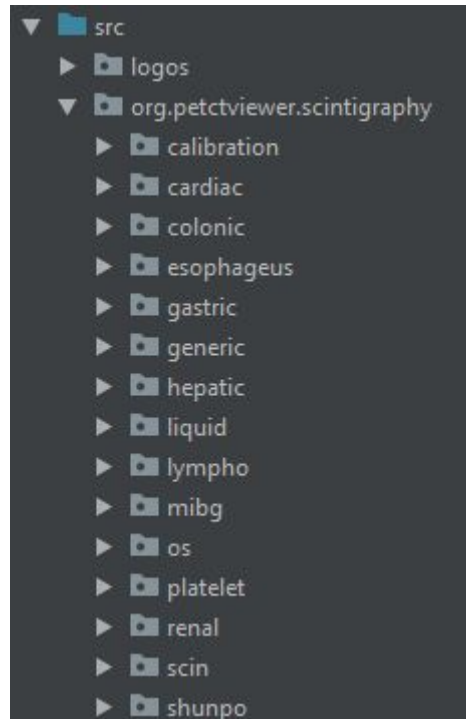 src
logos
org.petctviewer.scintigraphy
calibration
cardiac
colonic
esophageus
gastric
generic
hepatic
liquid
lympho
mibg
os
platelet
renal
scin
shunpo